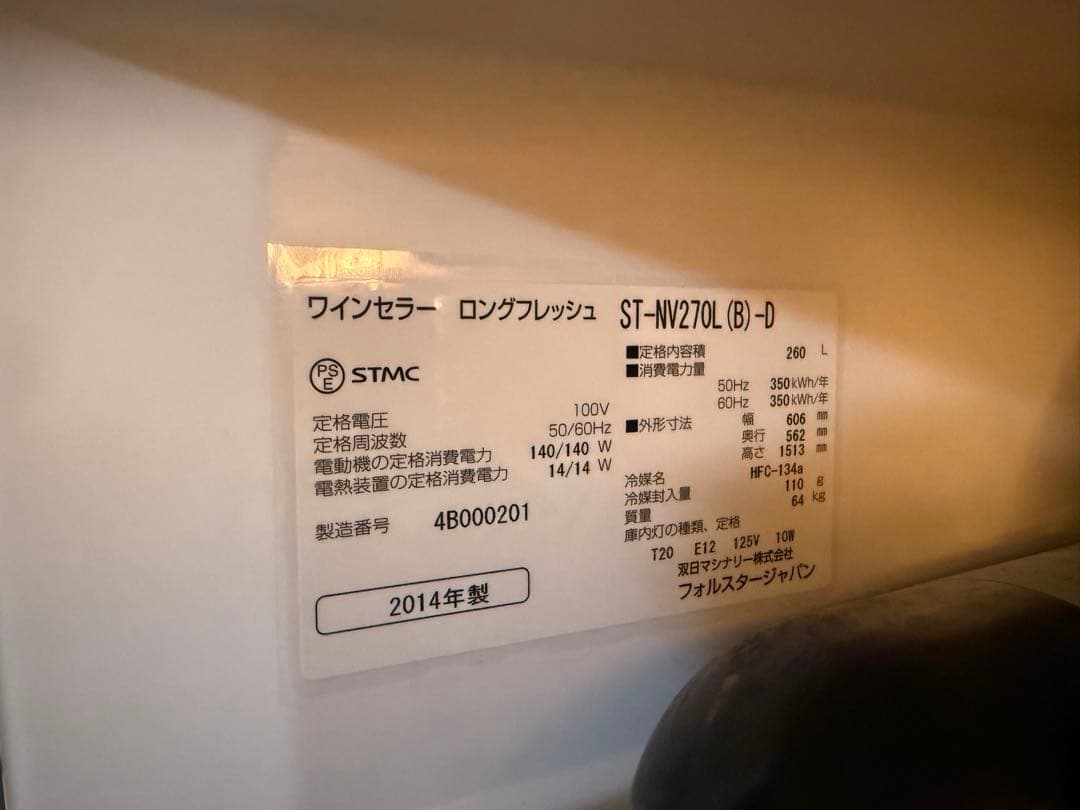 ワインセラー ロングフレッシュ ST-NV270L(B)-D
PSE STMC
定格電圧 100V
定格周波数 50/60Hz
電動機の定格消費電力 140/140 W
電熱装置の定格消費電力 14/14 W
製造番号 4B000201
2014年製
■定格内容積 260 L
■消費電力量
50Hz 350kWh/年
60Hz 350kWh/年
■外形寸法 幅 606 mm
奥行 562 mm
高さ 1513 mm
冷媒名 HFC-134a
冷媒封入量 110 g
質量 64 kg
庫内灯の種類、定格
T20 E12 125V 10W
双日マシナリー株式会社
フォルスタージャパン